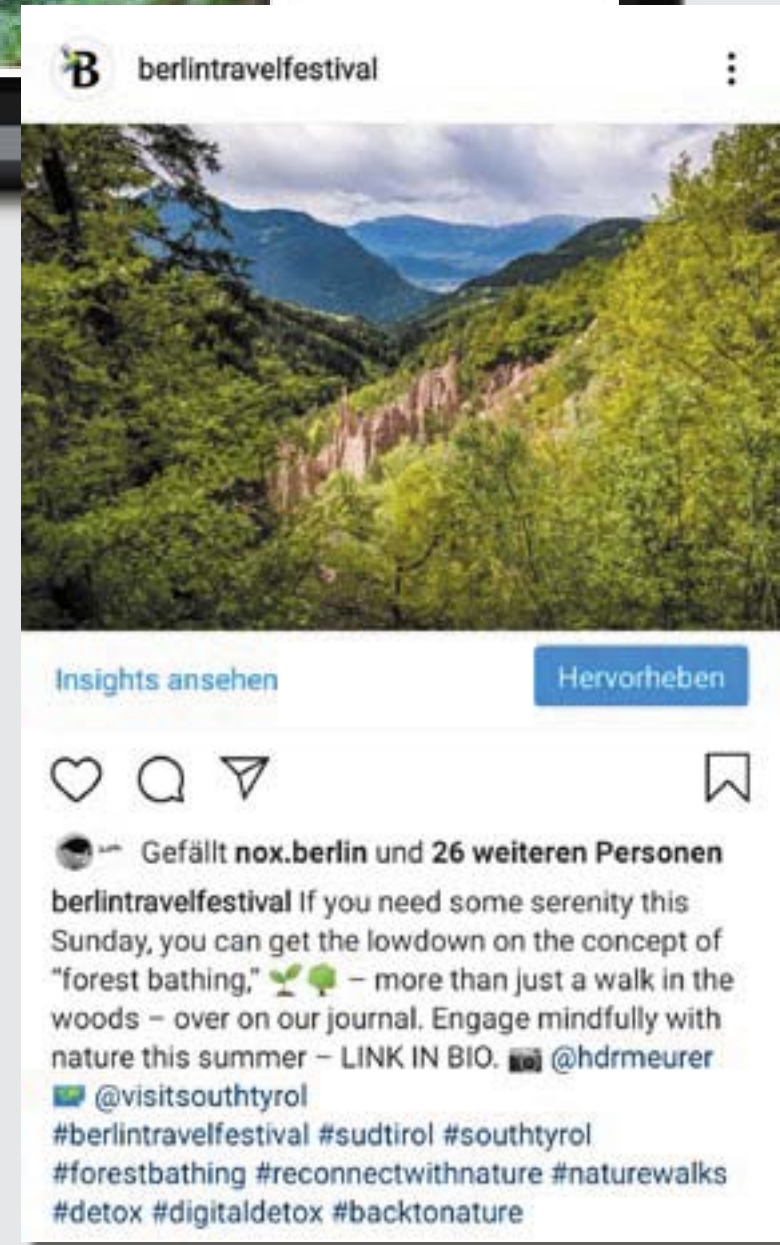 B
berlintravelfestival
Insights ansehen
Hervorheben
Gefällt nox.berlin und 26 weiteren Personen
berlintravelfestival If you need some serenity this
Sunday, you can get the lowdown on the concept of
"forest bathing," 🌱🌳 – more than just a walk in the
woods – over on our journal. Engage mindfully with
nature this summer – LINK IN BIO. 📷 @hdrmeurer
🗺️ @visitsouthtyrol
#berlintravelfestival #sudtirol #southtyrol
#forestbathing #reconnectwithnature #naturewalks
#detox #digitaldetox #backtonature